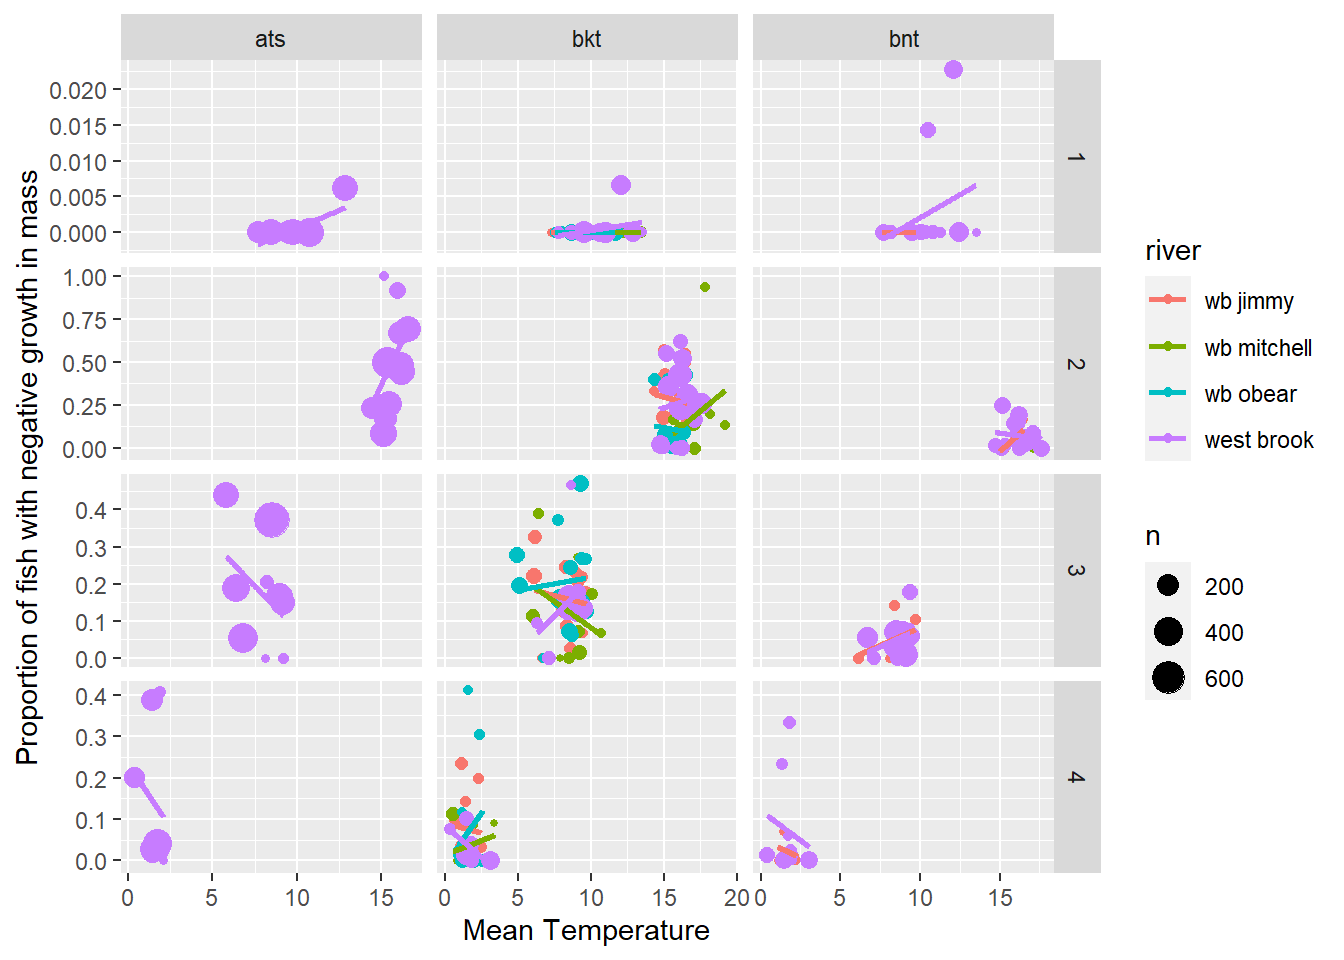 ats bkt bnt
Proportion of fish with negative growth in mass
0.020
0.015
0.010
0.005
0.000
1
1.00
0.75
0.50
0.25
0.00
2
0.4
0.3
0.2
0.1
0.0
3
0.4
0.3
0.2
0.1
0.0
4
0 5 10 15 0 5 10 15 20 0 5 10 15
Mean Temperature
river
wb jimmy
wb mitchell
wb obear
west brook
n
200
400
600